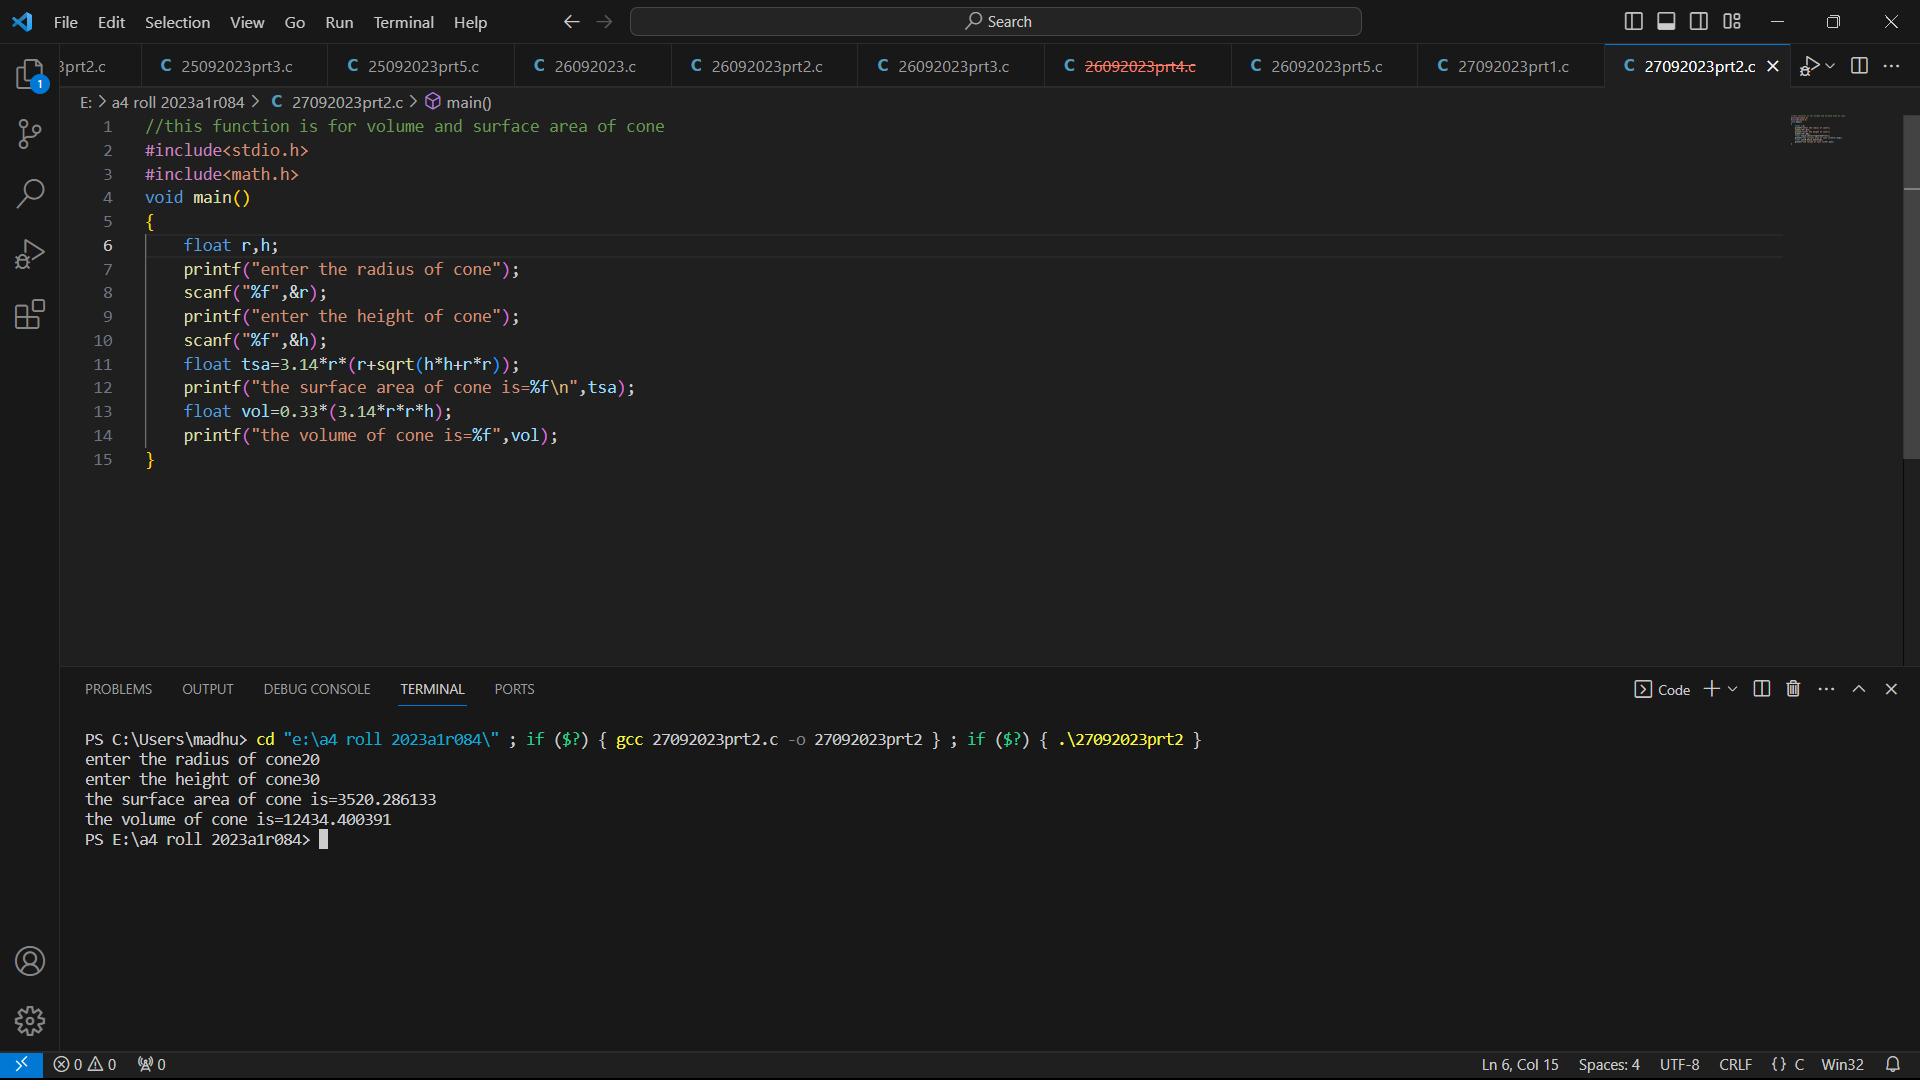 File Edit Selection View Go Run Terminal Help Search
3prt2.c 25092023prt3.c 25092023prt5.c 26092023.c 26092023prt2.c 26092023prt3.c 26092023prt4.c 26092023prt5.c 27092023prt1.c 27092023prt2.c
1
E: > a4 roll 2023a1r084 > C 27092023prt2.c > main()
1 //this function is for volume and surface area of cone
2 #include<stdio.h>
3 #include<math.h>
4 void main()
5 {
6 float r,h;
7 printf("enter the radius of cone");
8 scanf("%f",&r);
9 printf("enter the height of cone");
10 scanf("%f",&h);
11 float tsa=3.14*r*(r+sqrt(h*h+r*r));
12 printf("the surface area of cone is=%f\n",tsa);
13 float vol=0.33*(3.14*r*r*h);
14 printf("the volume of cone is=%f",vol);
15 }
PROBLEMS OUTPUT DEBUG CONSOLE TERMINAL PORTS Code
PS C:\Users\madhu> cd "e:\a4 roll 2023a1r084\" ; if ($?) { gcc 27092023prt2.c -o 27092023prt2 } ; if ($?) { .\27092023prt2 }
enter the radius of cone20
enter the height of cone30
the surface area of cone is=3520.286133
the volume of cone is=12434.400391
PS E:\a4 roll 2023a1r084>
0 0 0 Ln 6, Col 15 Spaces: 4 UTF-8 CRLF {} C Win32